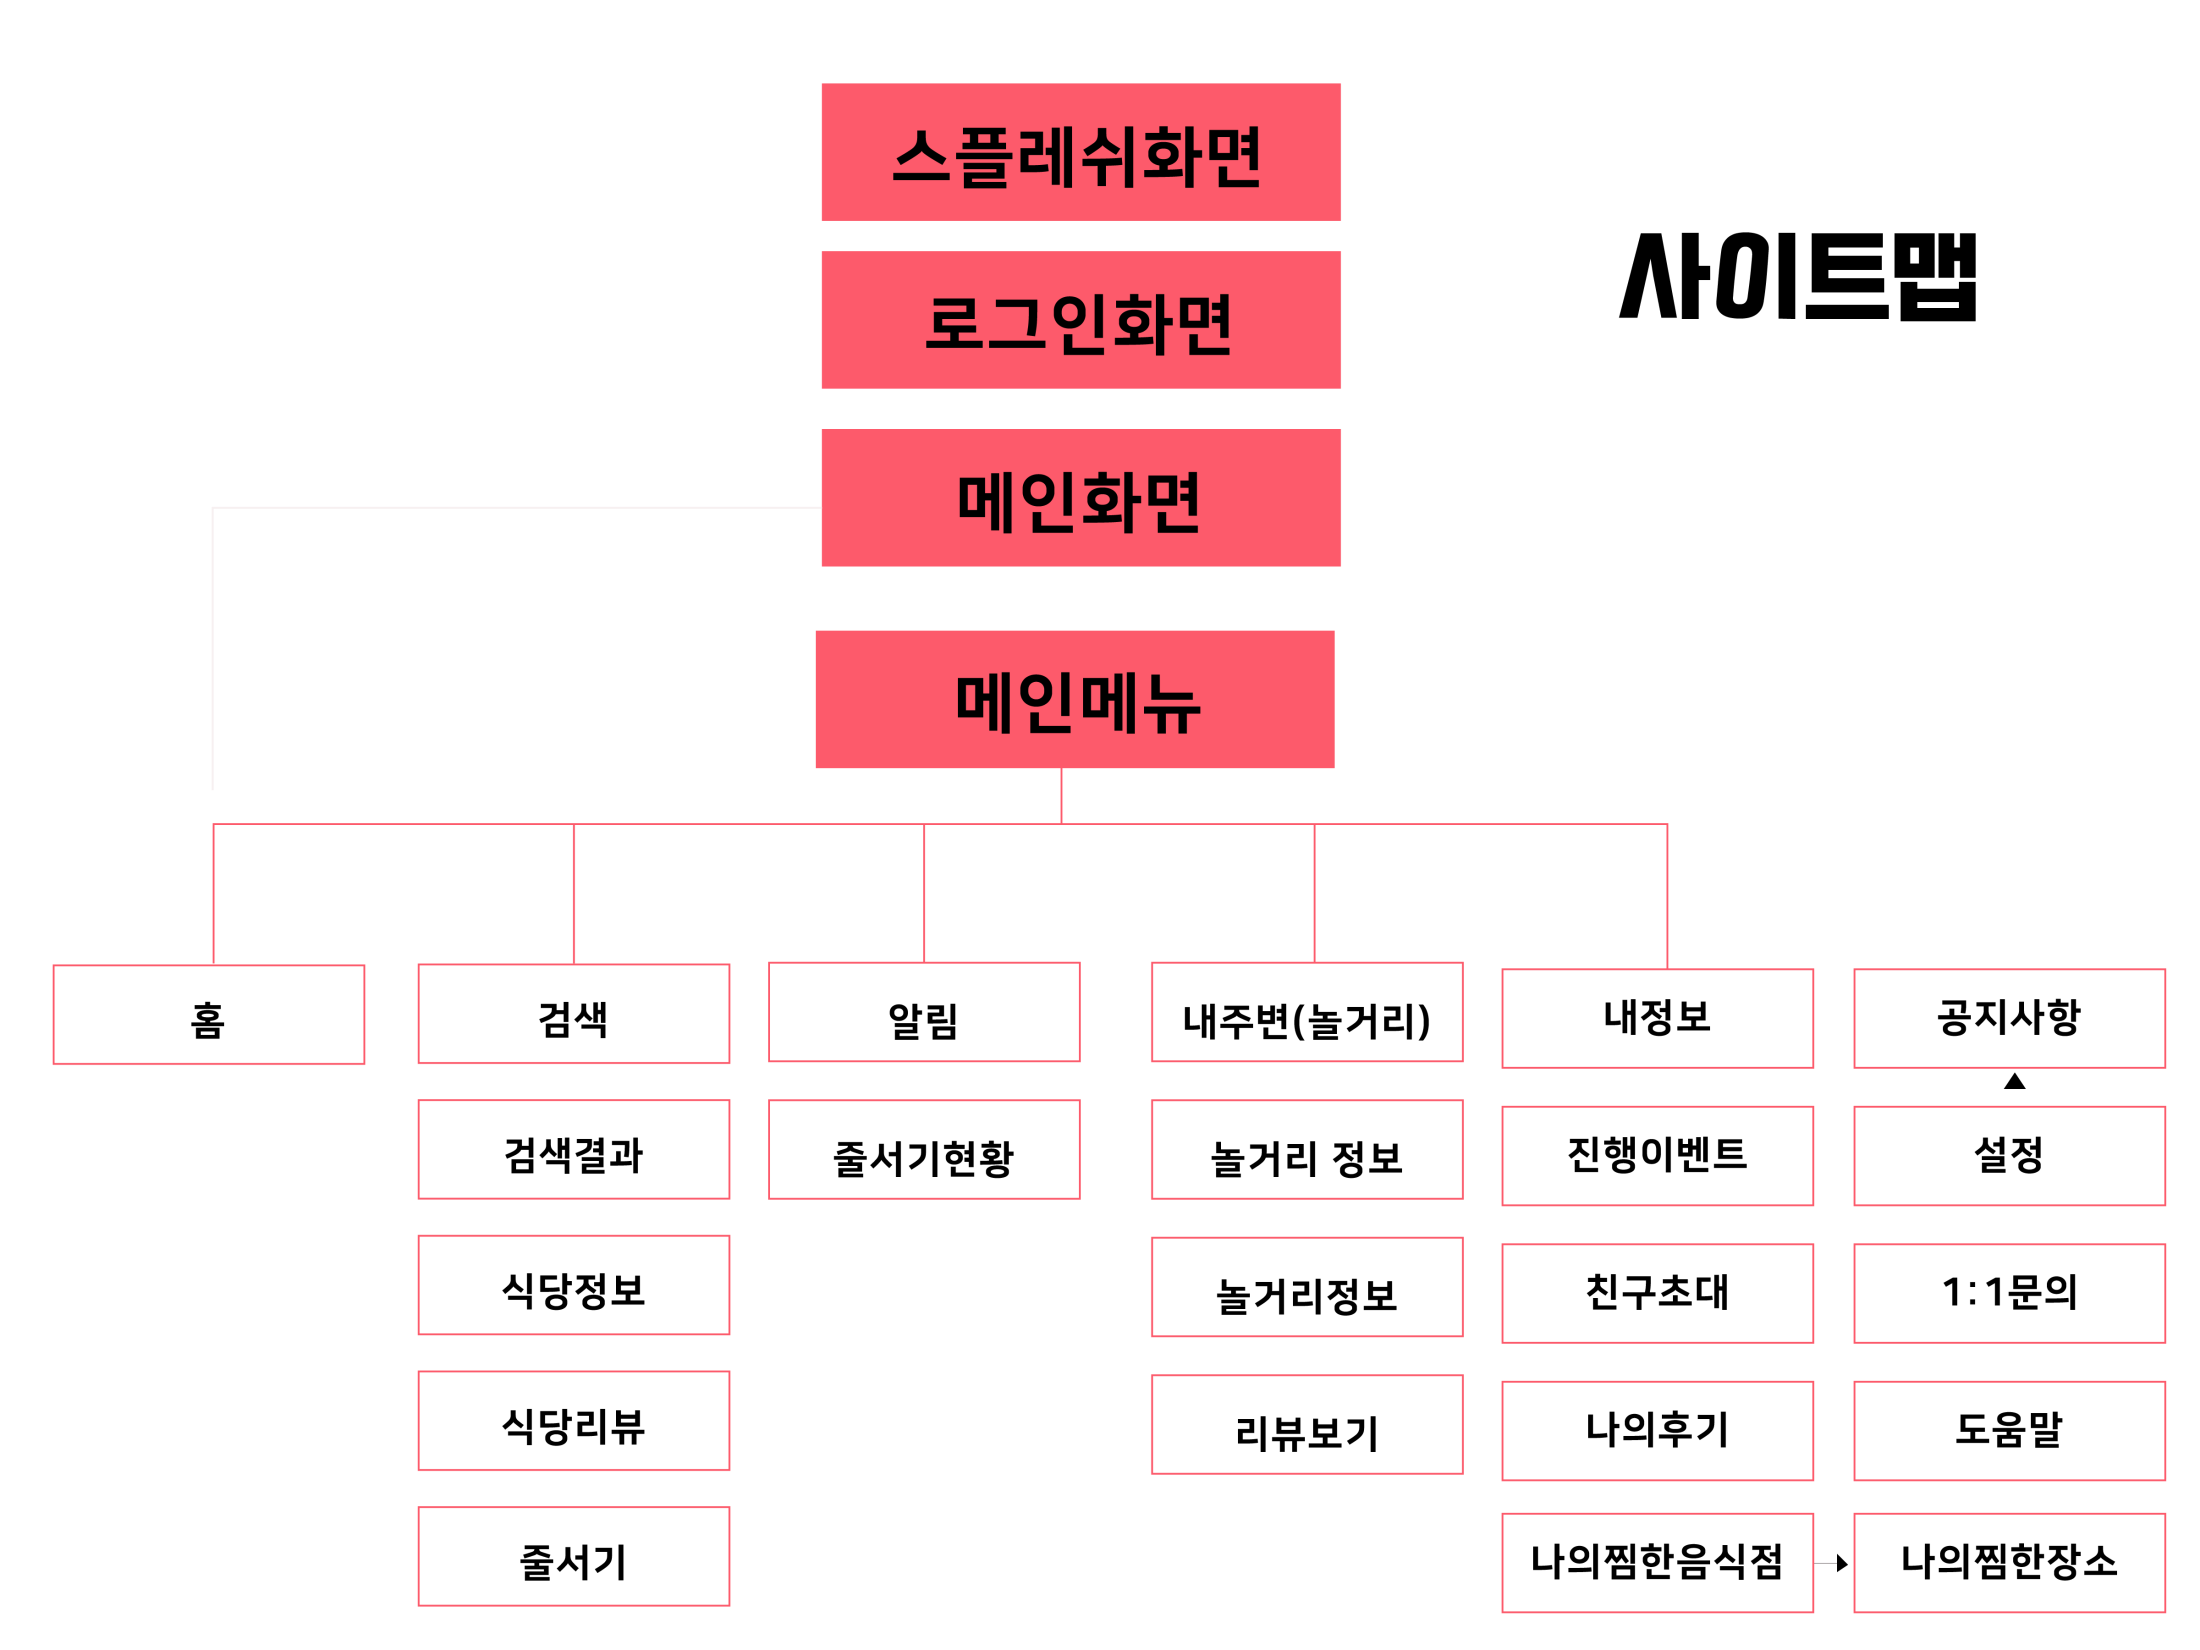 스플레쉬화면
사이트맵
로그인화면
메인화면
메인메뉴
홈
검색
알림
내주변(놀거리)
내정보
공지사항
검색결과
줄서기현황
놀거리 정보
진행이벤트
설정
식당정보
놀거리정보
친구초대
1:1문의
식당리뷰
리뷰보기
나의후기
도움말
줄서기
나의찜한음식점
나의찜한장소